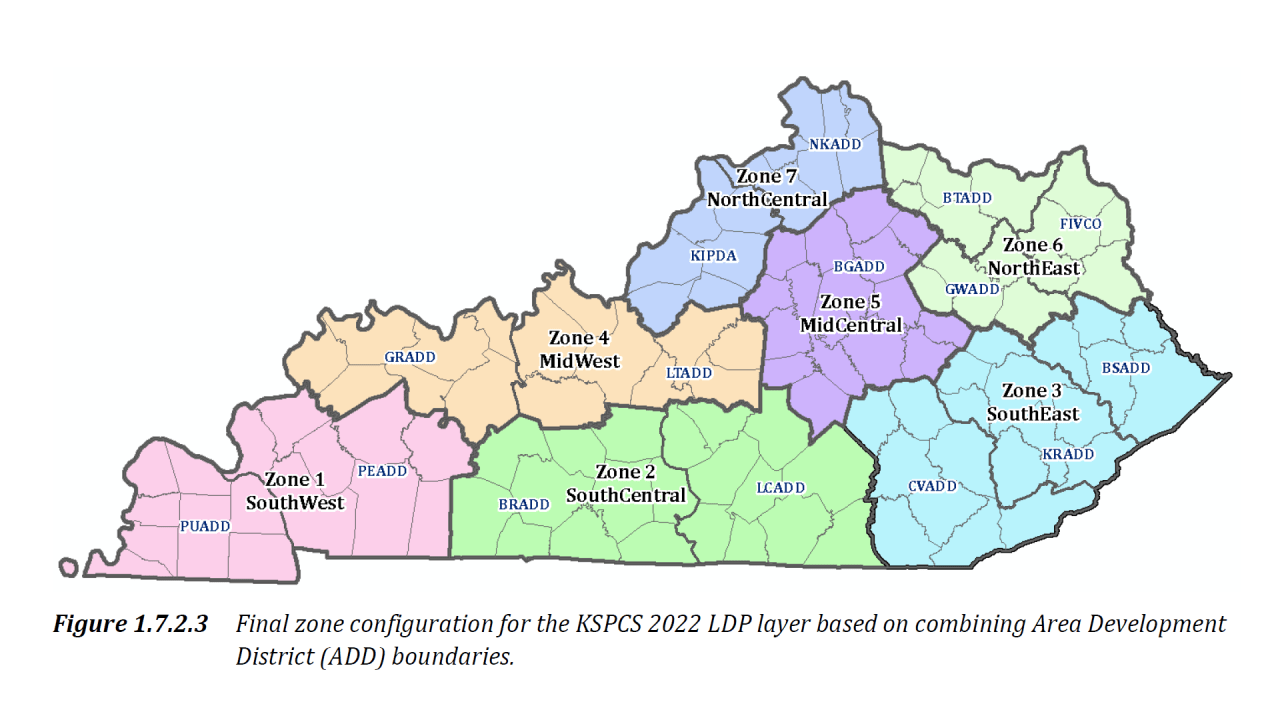 NKADD
Zone 7
NorthCentral
BTADD
FIVCO
Zone 6
NorthEast
KIPDA
BGADD
GWADD
Zone 5
MidCentral
Zone 4
MidWest
GRADD
LTADD
BSADD
Zone 3
SouthEast
KRADD
Zone 1
SouthWest
PEADD
Zone 2
SouthCentral
LCADD
CVADD
BRADD
PUADD
Figure 1.7.2.3 Final zone configuration for the KSPCS 2022 LDP layer based on combining Area Development
District (ADD) boundaries.